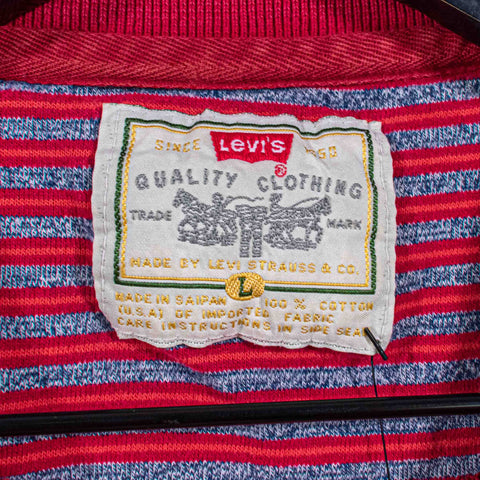 SINCE LEVI'S 1850
®
QUALITY CLOTHING
TRADE MARK
MADE BY LEVI STRAUSS & CO.
L
MADE IN SAIPAN 100% COTTON
(U.S.A) OF IMPORTED FABRIC
CARE INSTRUCTIONS IN SIDE SEAM